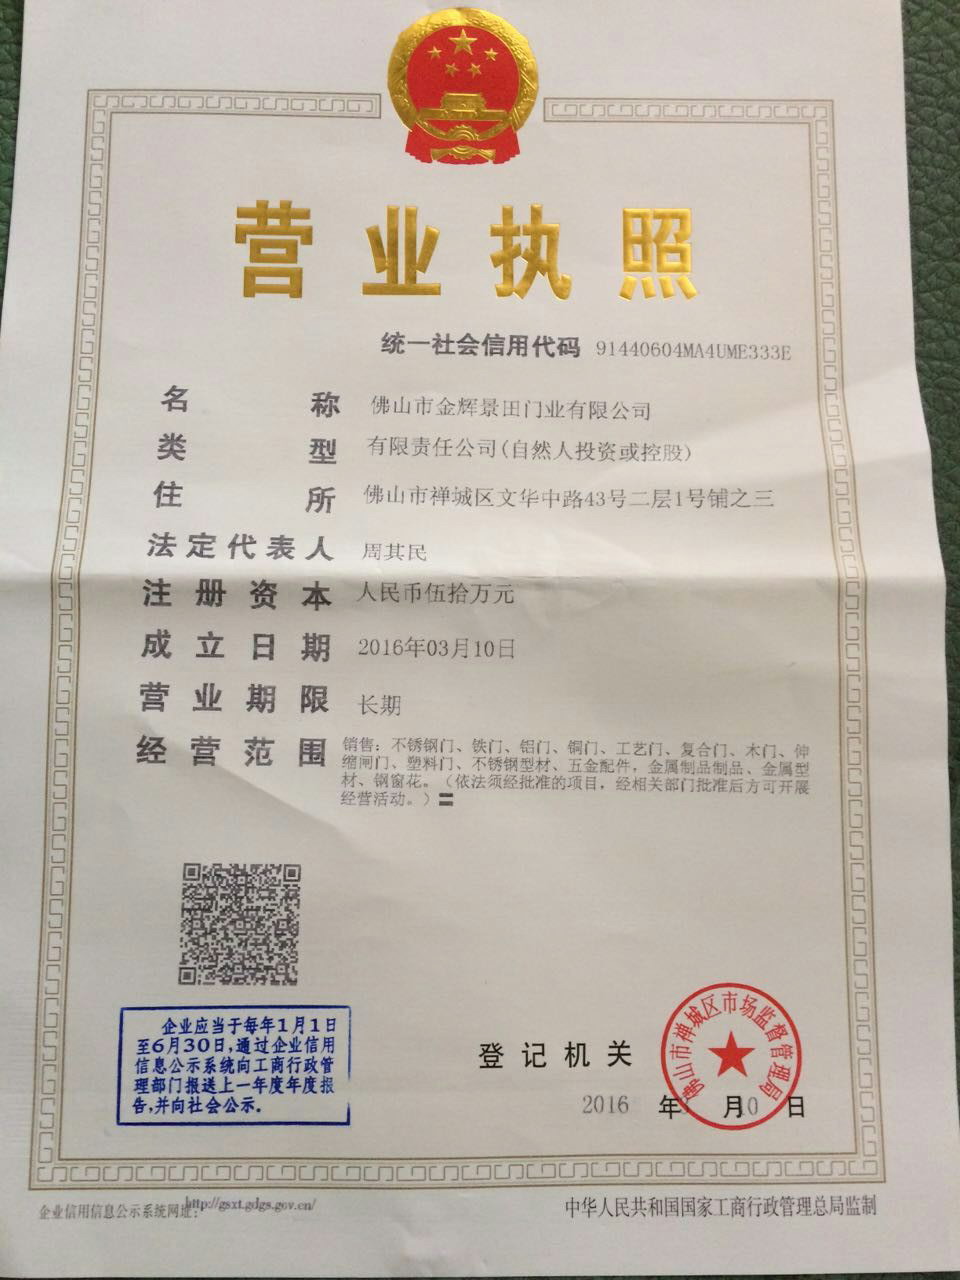 营业执照
统一社会信用代码 91440604MA4UME333E
名称 佛山市金辉景田门业有限公司
类型 有限责任公司(自然人投资或控股)
住所 佛山市禅城区文华中路43号二层1号铺之三
法定代表人 周其民
注册资本 人民币伍拾万元
成立日期 2016年03月10日
营业期限 长期
经营范围 销售：不锈钢门、铁门、铝门、铜门、工艺门、复合门、木门、伸
缩闸门、塑料门、不锈钢型材、五金配件，金属制品制品、金属型
材、钢窗花。（依法须经批准的项目，经相关部门批准后方可开展
经营活动。）〓
企业应当于每年1月1日
至6月30日,通过企业信用
信息公示系统向工商行政管
理部门报送上一年度年度报
告,并向社会公示。
佛山市禅城区市场监督管理局
登记机关
2016 年 月 日
企业信用信息公示系统网址: http://gsxt.gdgs.gov.cn/
中华人民共和国国家工商行政管理总局监制